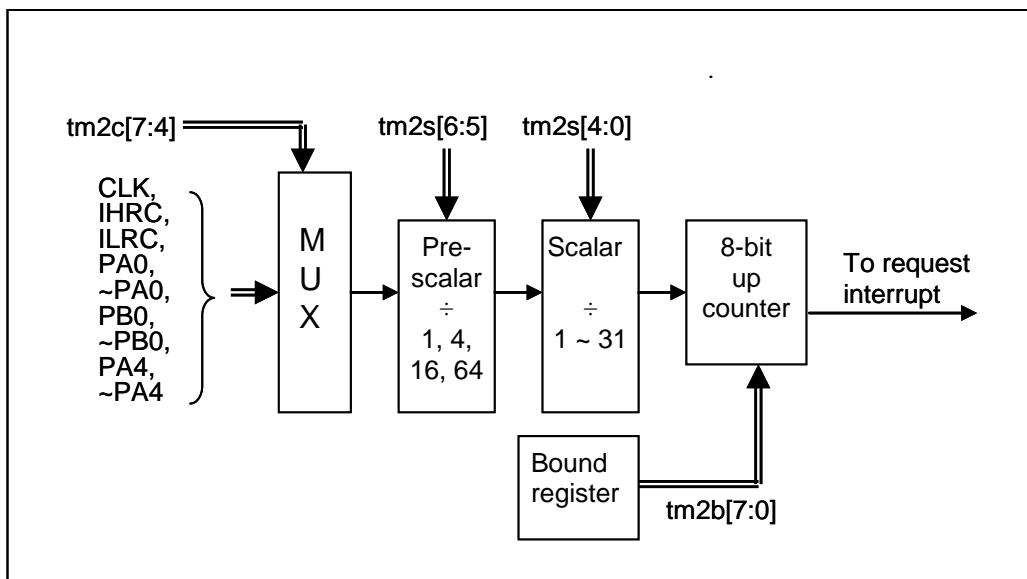 tm2c[7:4]
tm2s[6:5]
tm2s[4:0]
CLK,
IHRC,
ILRC,
PA0,
~PA0,
PB0,
~PB0,
PA4,
~PA4
M
U
X
Pre-
scalar
÷
1, 4,
16, 64
Scalar
÷
1 ~ 31
8-bit
up
counter
To request
interrupt
Bound
register
tm2b[7:0]